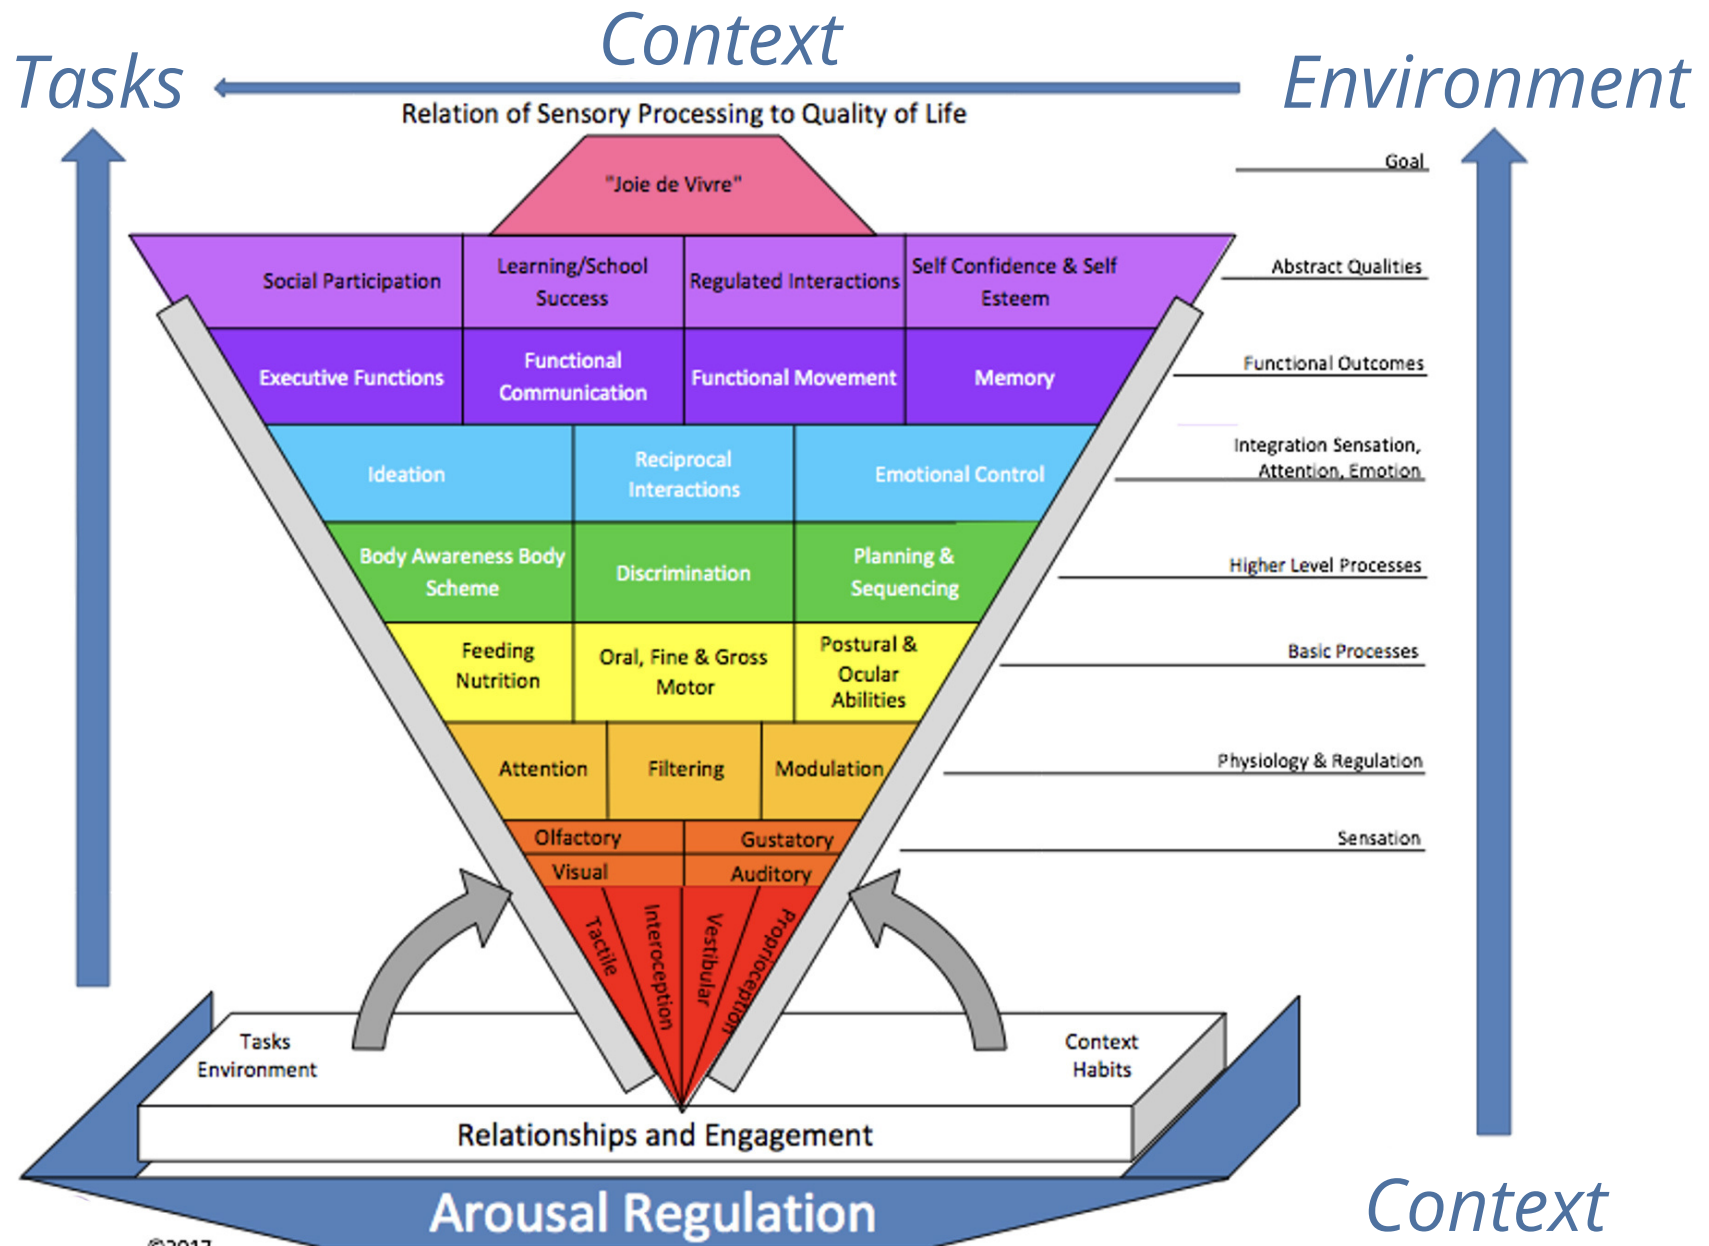 Context
Tasks
Environment
Relation of Sensory Processing to Quality of Life
Goal
"Joie de Vivre"
Social Participation
Learning/School
Success
Regulated Interactions
Self Confidence & Self
Esteem
Abstract Qualities
Executive Functions
Functional
Communication
Functional Movement
Memory
Functional Outcomes
Ideation
Reciprocal
Interactions
Emotional Control
Integration Sensation,
Attention, Emotion
Body Awareness Body
Scheme
Discrimination
Planning &
Sequencing
Higher Level Processes
Feeding
Nutrition
Oral, Fine & Gross
Motor
Postural &
Ocular
Abilities
Basic Processes
Attention
Filtering
Modulation
Physiology & Regulation
Olfactory
Gustatory
Visual
Auditory
Sensation
Tactile
Interoception
Vestibular
Proprioception
Tasks
Environment
Context
Habits
Relationships and Engagement
Arousal Regulation
Context
©2017